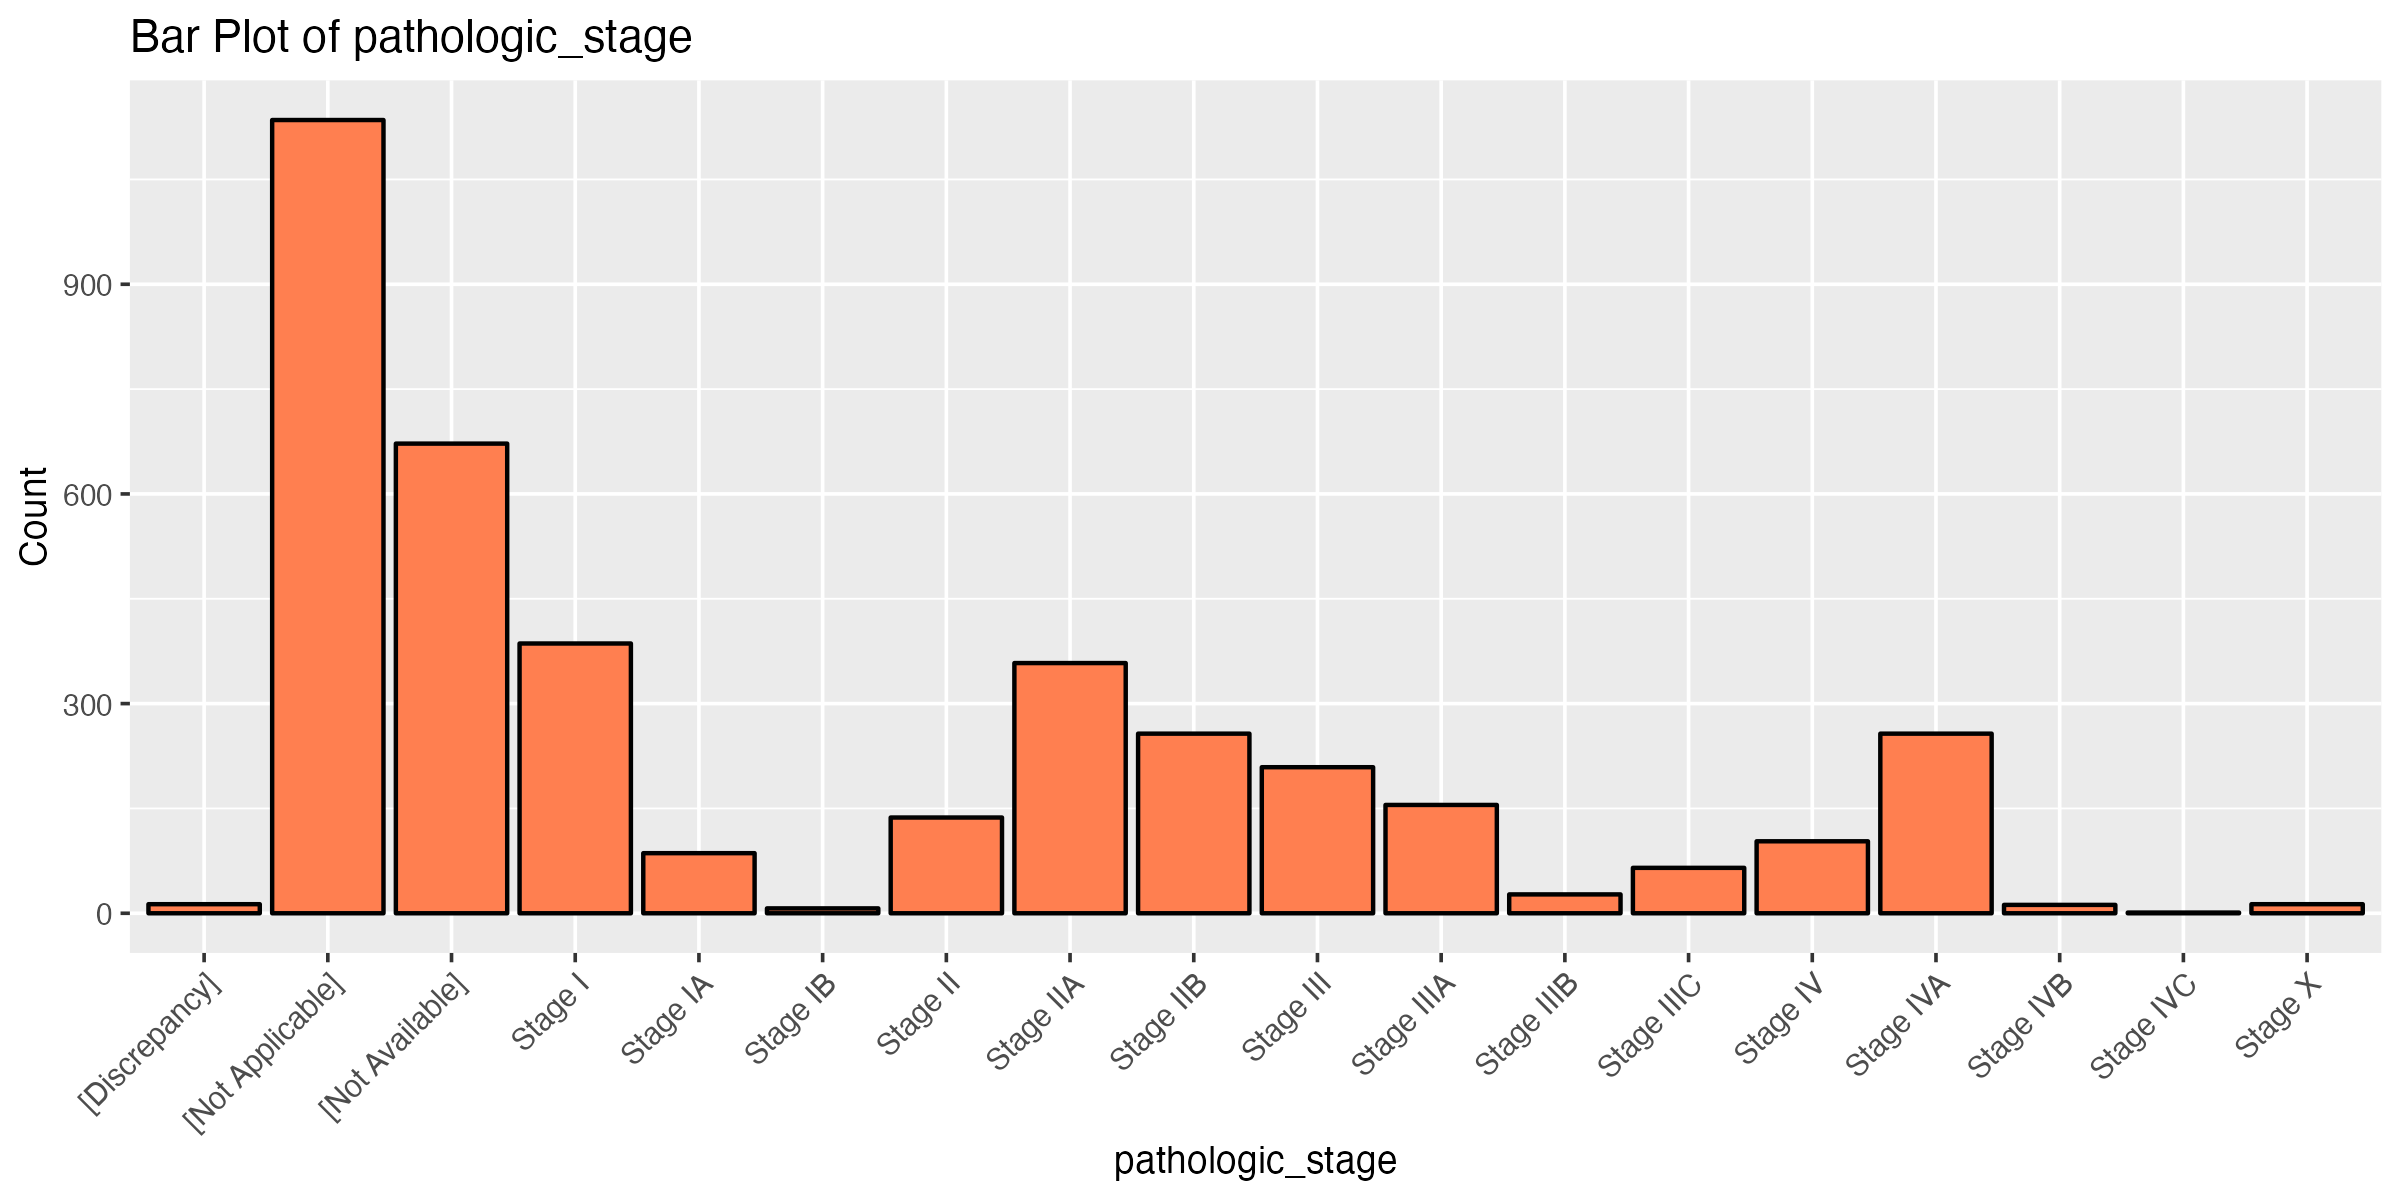 Bar Plot of pathologic_stage
Count
900
600
300
0
[Discrepancy]
[Not Applicable]
[Not Available]
Stage I
Stage IA
Stage IB
Stage II
Stage IIA
Stage IIB
Stage III
Stage IIIA
Stage IIIB
Stage IIIC
Stage IV
Stage IVA
Stage IVB
Stage IVC
Stage X
pathologic_stage